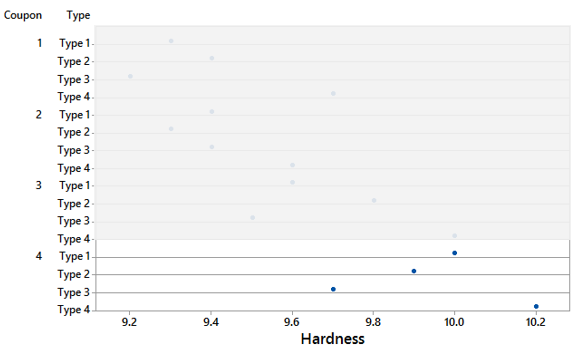 Coupon Type
1 Type 1
Type 2
Type 3
Type 4
2 Type 1
Type 2
Type 3
Type 4
3 Type 1
Type 2
Type 3
Type 4
4 Type 1
Type 2
Type 3
Type 4
9.2 9.4 9.6 9.8 10.0 10.2
Hardness